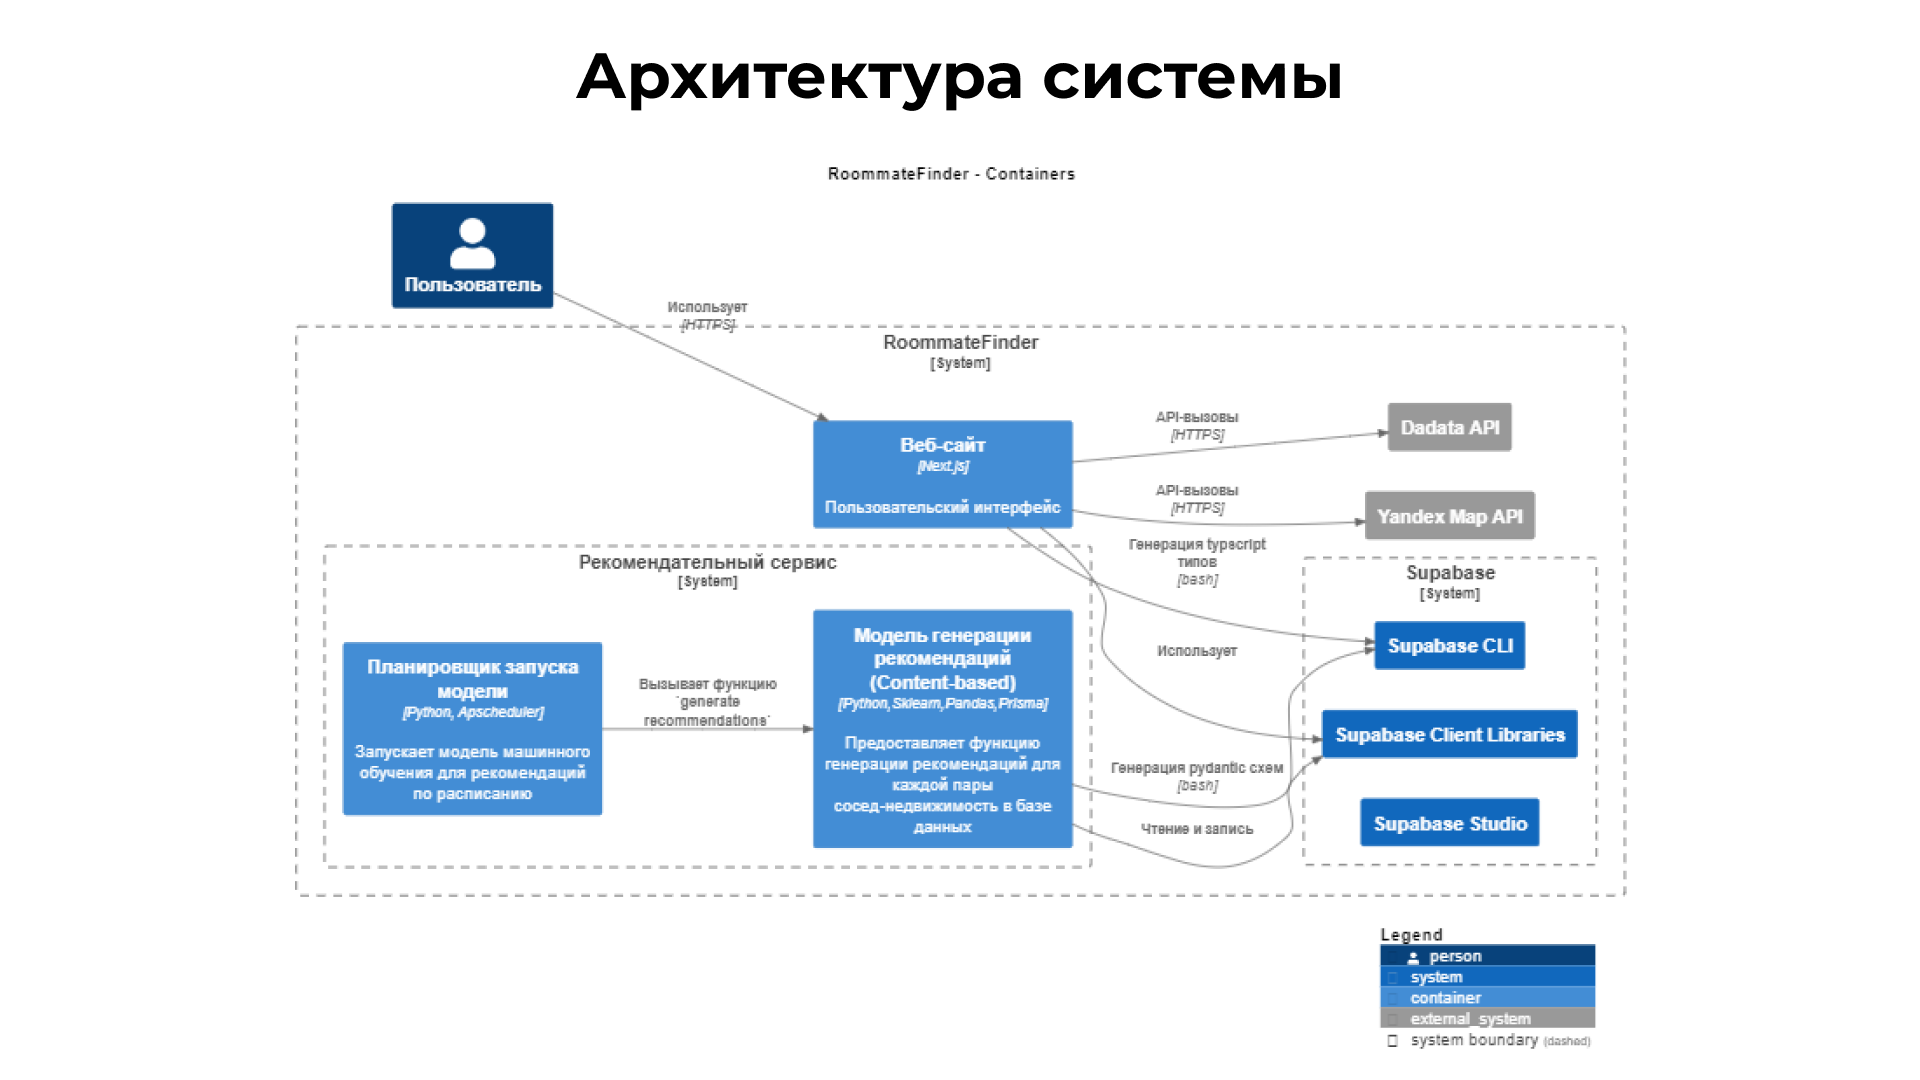 Архитектура системы
RoommateFinder - Containers
Пользователь
Использует
[HTTPS]
RoommateFinder
[System]
Веб-сайт
[Next.js]
Пользовательский интерфейс
API-вызовы
[HTTPS]
Dadata API
API-вызовы
[HTTPS]
Yandex Map API
Генерация typscript
типов
[bash]
Рекомендательный сервис
[System]
Планировщик запуска
модели
[Python, Apscheduler]
Запускает модель машинного
обучения для рекомендаций
по расписанию
Вызывает функцию
`generate
recommendations`
Модель генерации
рекомендаций
(Content-based)
[Python,Sklearn,Pandas,Prisma]
Предоставляет функцию
генерации рекомендаций для
каждой пары
сосед-недвижимость в базе
данных
Использует
Генерация pydantic схем
[bash]
Чтение и запись
Supabase
[System]
Supabase CLI
Supabase Client Libraries
Supabase Studio
Legend
person
system
container
external_system
system boundary (dashed)